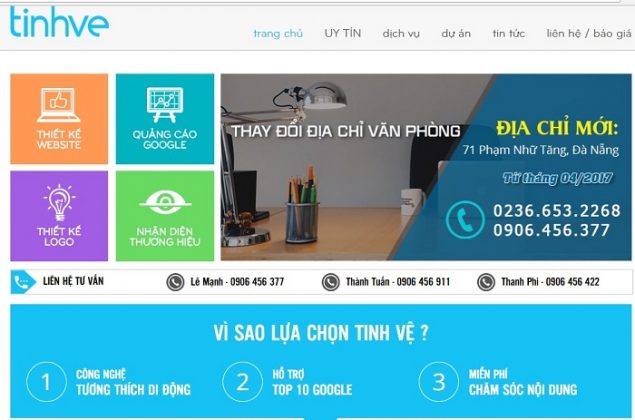 tinhve
trang chủ UY TÍN dịch vụ dự án tin tức liên hệ / báo giá
THIẾT KẾ
WEBSITE
QUẢNG CÁO
GOOGLE
THIẾT KẾ
LOGO
NHẬN DIỆN
THƯƠNG HIỆU
THAY ĐỔI ĐỊA CHỈ VĂN PHÒNG
ĐỊA CHỈ MỚI:
71 Phạm Nhữ Tăng, Đà Nẵng
Từ tháng 04/2017
0236.653.2268
0906.456.377
LIÊN HỆ TƯ VẤN Lê Mạnh - 0906 456 377 Thành Tuấn - 0906 456 911 Thanh Phi - 0906 456 422
VÌ SAO LỰA CHỌN TINH VỆ ?
1 CÔNG NGHỆ
TƯƠNG THÍCH DI ĐỘNG
2 HỖ TRỢ
TOP 10 GOOGLE
3 MIỄN PHÍ
CHĂM SÓC NỘI DUNG